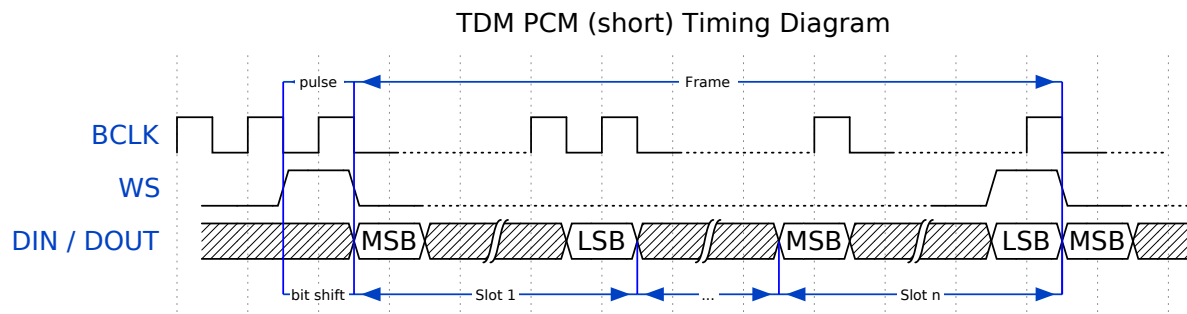 TDM PCM (short) Timing Diagram
pulse
Frame
BCLK
WS
DIN / DOUT
MSB
LSB
MSB
LSB
MSB
bit shift
Slot 1
...
Slot n